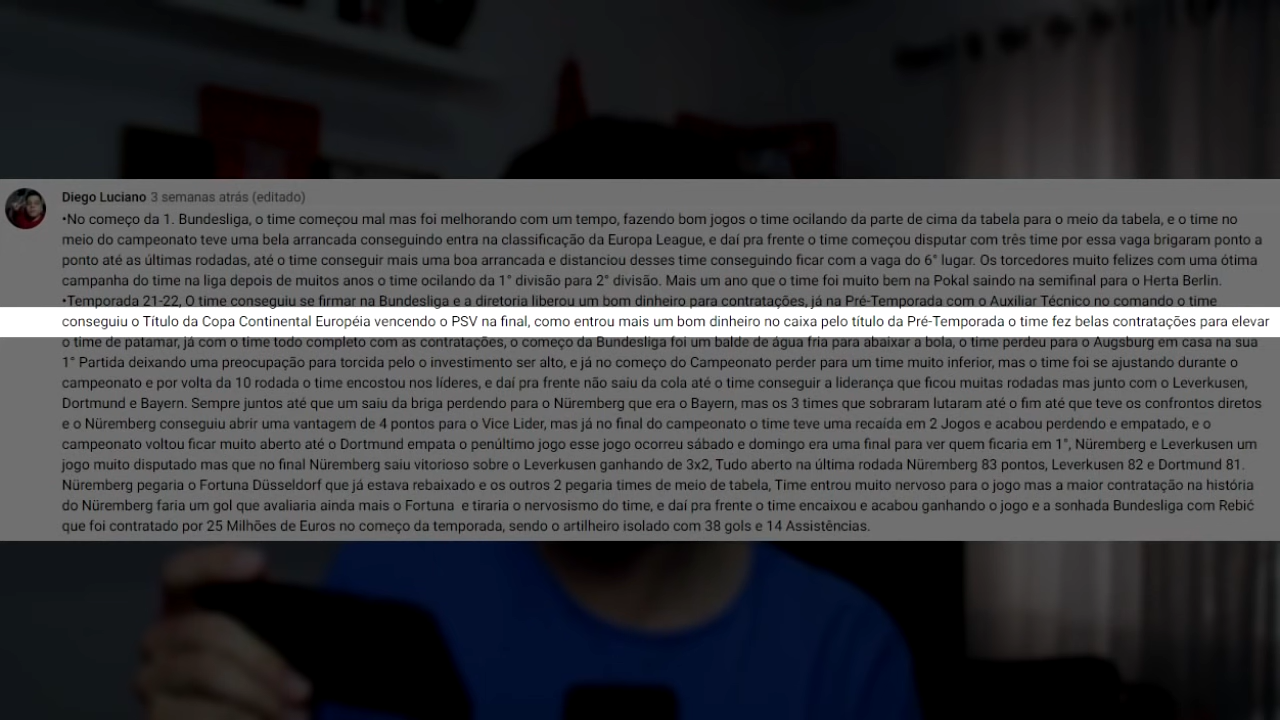 Diego Luciano 3 semanas atrás (editado)
•No começo da 1. Bundesliga, o time começou mal mas foi melhorando com um tempo, fazendo bom jogos o time ocilando da parte de cima da tabela para o meio da tabela, e o time no
meio do campeonato teve uma bela arrancada conseguindo entra na classificação da Europa League, e daí pra frente o time começou disputar com três time por essa vaga brigaram ponto a
ponto até as últimas rodadas, até o time conseguir mais uma boa arrancada e distanciou desses time conseguindo ficar com a vaga do 6° lugar. Os torcedores muito felizes com uma ótima
campanha do time na liga depois de muitos anos o time ocilando da 1° divisão para 2° divisão. Mais um ano que o time foi muito bem na Pokal saindo na semifinal para o Herta Berlin.
•Temporada 21-22, O time conseguiu se firmar na Bundesliga e a diretoria liberou um bom dinheiro para contratações, já na Pré-Temporada com o Auxiliar Técnico no comando o time
conseguiu o Título da Copa Continental Européia vencendo o PSV na final, como entrou mais um bom dinheiro no caixa pelo título da Pré-Temporada o time fez belas contratações para elevar
o time de patamar, já com o time todo completo com as contratações, o começo da Bundesliga foi um balde de água fria para abaixar a bola, o time perdeu para o Augsburg em casa na sua
1° Partida deixando uma preocupação para torcida pelo o investimento ser alto, e já no começo do Campeonato perder para um time muito inferior, mas o time foi se ajustando durante o
campeonato e por volta da 10 rodada o time encostou nos líderes, e daí pra frente não saiu da cola até o time conseguir a liderança que ficou muitas rodadas mas junto com o Leverkusen,
Dortmund e Bayern. Sempre juntos até que um saiu da briga perdendo para o Nüremberg que era o Bayern, mas os 3 times que sobraram lutaram até o fim até que teve os confrontos diretos
e o Nüremberg conseguiu abrir uma vantagem de 4 pontos para o Vice Lider, mas já no final do campeonato o time teve uma recaída em 2 Jogos e acabou perdendo e empatado, e o
campeonato voltou ficar muito aberto até o Dortmund empata o penúltimo jogo esse jogo ocorreu sábado e domingo era uma final para ver quem ficaria em 1°, Nüremberg e Leverkusen um
jogo muito disputado mas que no final Nüremberg saiu vitorioso sobre o Leverkusen ganhando de 3x2, Tudo aberto na última rodada Nüremberg 83 pontos, Leverkusen 82 e Dortmund 81.
Nüremberg pegaria o Fortuna Düsseldorf que já estava rebaixado e os outros 2 pegaria times de meio de tabela, Time entrou muito nervoso para o jogo mas a maior contratação na história
do Nüremberg faria um gol que avaliaria ainda mais o Fortuna e tiraria o nervosismo do time, e daí pra frente o time encaixou e acabou ganhando o jogo e a sonhada Bundesliga com Rebić
que foi contratado por 25 Milhões de Euros no começo da temporada, sendo o artilheiro isolado com 38 gols e 14 Assistências.